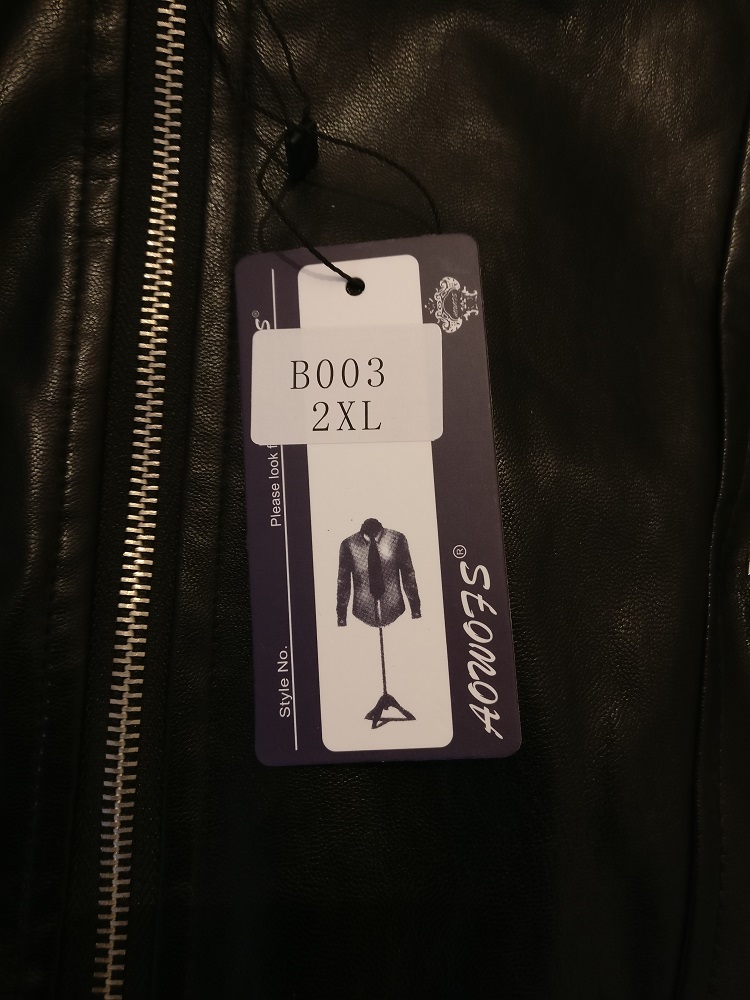 B003
2XL
Style No.
Please look
AOWOFS®